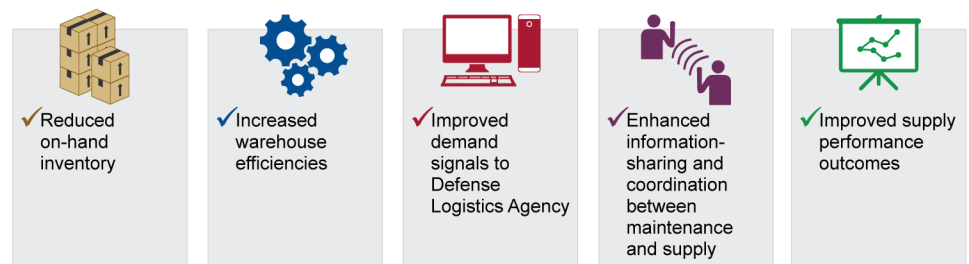 Reduced
on-hand
inventory
Increased
warehouse
efficiencies
Improved
demand
signals to
Defense
Logistics Agency
Enhanced
information-
sharing and
coordination
between
maintenance
and supply
Improved supply
performance
outcomes